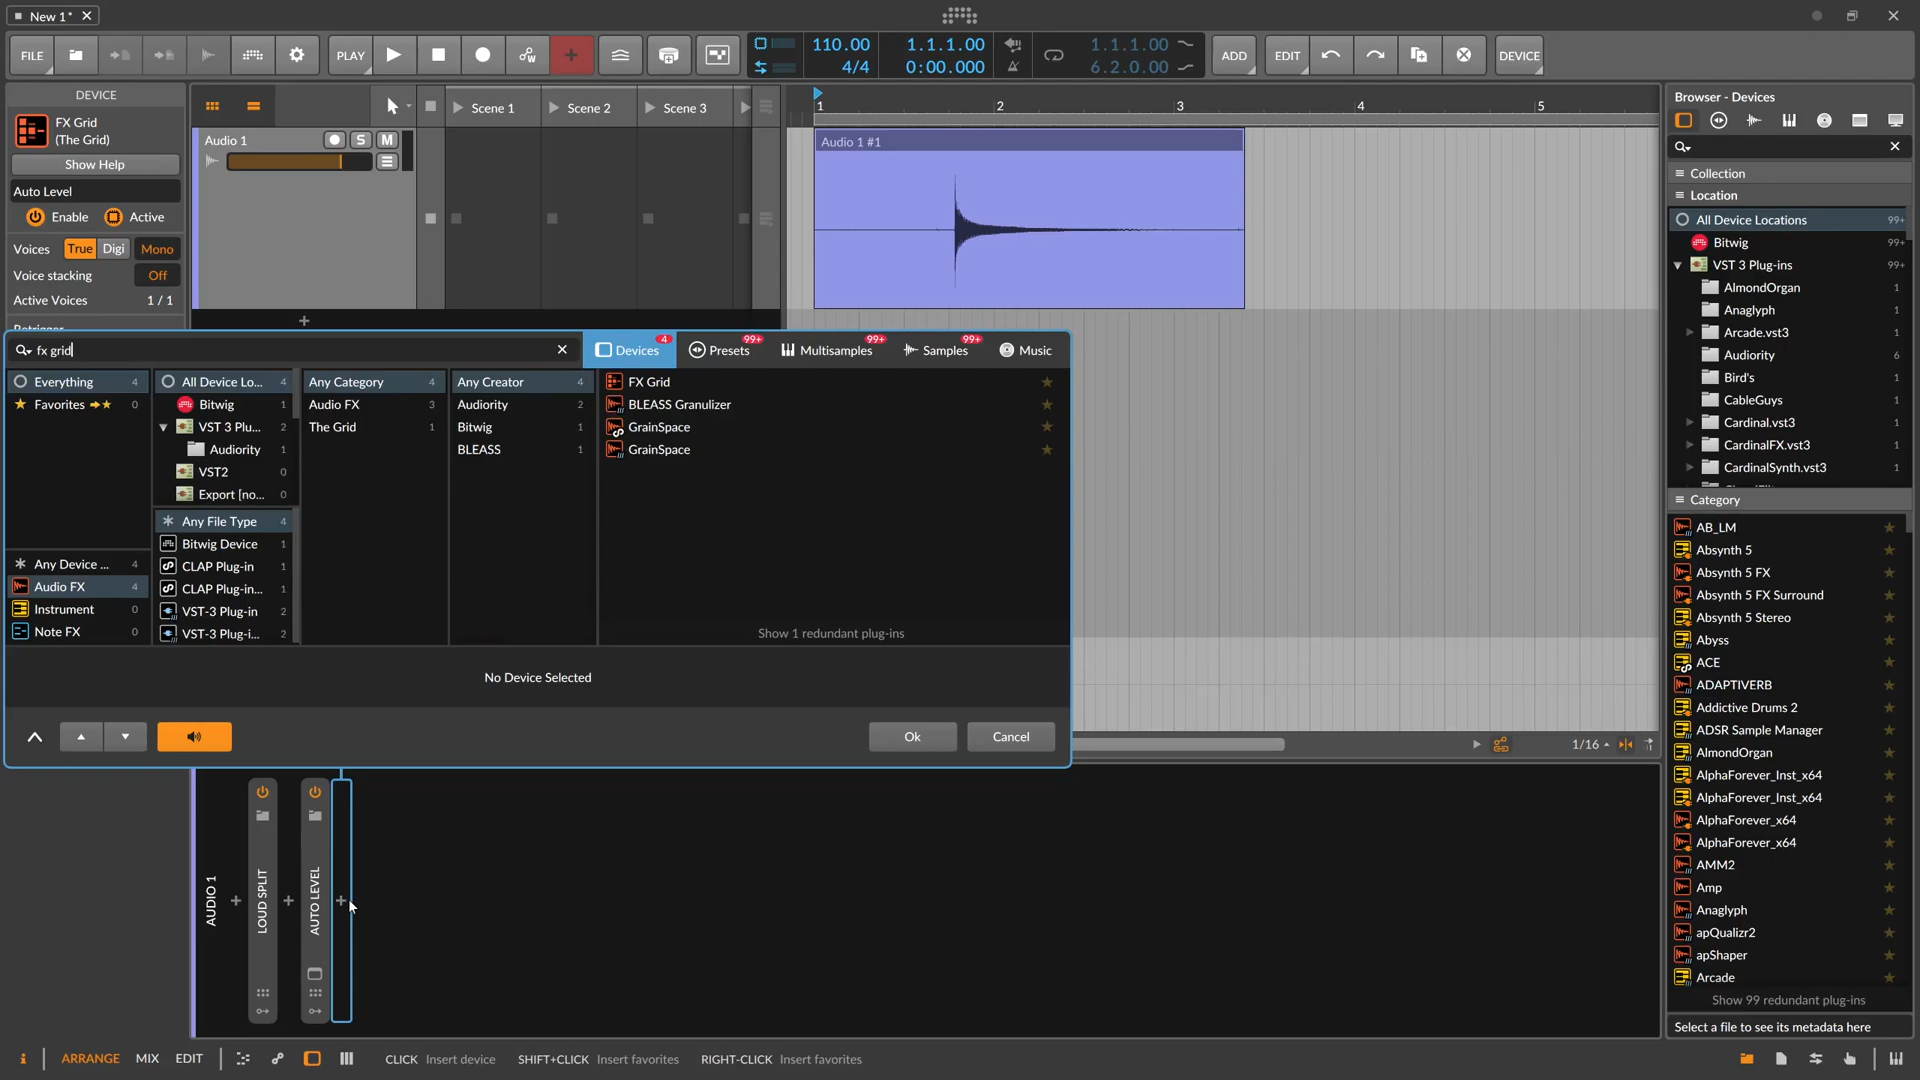 New 1*
FILE
PLAY
110.00
4/4
1.1.1.00
0:00.000
1.1.1.00
6.2.0.00
ADD
EDIT
DEVICE
DEVICE
FX Grid
(The Grid)
Show Help
Auto Level
Enable
Active
Voices
True
Digi
Mono
Voice stacking
Off
Active Voices
1 / 1
Audio 1
S
M
Scene 1
Scene 2
Scene 3
1
2
3
4
5
Audio 1 #1
fx grid
Devices
4
Presets
99+
Multisamples
99+
Samples
99+
Music
Everything 4
Favorites 0
Any Device ... 4
Audio FX 4
Instrument 0
Note FX 0
All Device Lo... 4
Bitwig 1
VST 3 Plu... 2
Audiority 1
VST2 0
Export [no... 0
Any File Type 4
Bitwig Device 1
CLAP Plug-in 1
CLAP Plug-in... 1
VST-3 Plug-in 2
VST-3 Plug-i... 2
Any Category 4
Audio FX 3
The Grid 1
Any Creator 4
Audiority 2
Bitwig 1
BLEASS 1
FX Grid
BLEASS Granulizer
GrainSpace
GrainSpace
Show 1 redundant plug-ins
No Device Selected
Ok
Cancel
1/16
AUDIO 1
LOUD SPLIT
AUTO LEVEL
Browser - Devices
Collection
Location
All Device Locations 99+
Bitwig 99+
VST 3 Plug-ins 99+
AlmondOrgan 1
Anaglyph 1
Arcade.vst3 1
Audiority 6
Bird's 1
CableGuys 1
Cardinal.vst3 1
CardinalFX.vst3 1
CardinalSynth.vst3 1
Category
AB_LM
Absynth 5
Absynth 5 FX
Absynth 5 FX Surround
Absynth 5 Stereo
Abyss
ACE
ADAPTIVERB
Addictive Drums 2
ADSR Sample Manager
AlmondOrgan
AlphaForever_Inst_x64
AlphaForever_Inst_x64
AlphaForever_x64
AlphaForever_x64
AMM2
Amp
Anaglyph
apQualizr2
apShaper
Arcade
Show 99 redundant plug-ins
Select a file to see its metadata here
i
ARRANGE
MIX
EDIT
CLICK Insert device
SHIFT+CLICK Insert favorites
RIGHT-CLICK Insert favorites